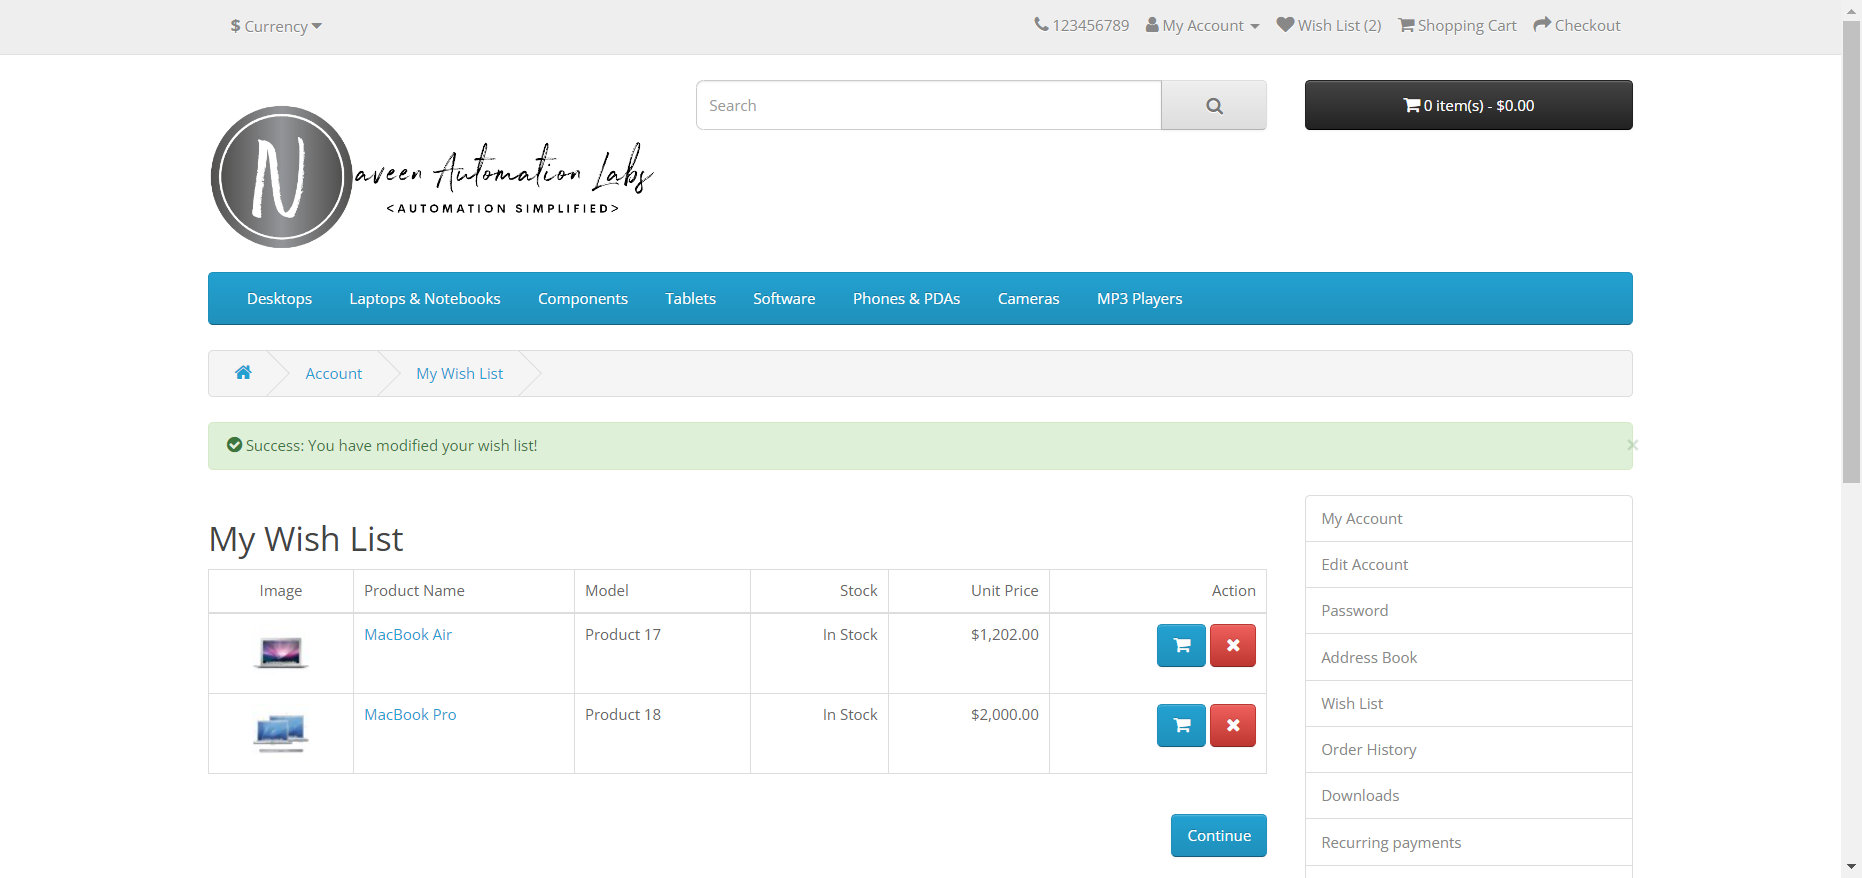 $ Currency
123456789 My Account Wish List (2) Shopping Cart Checkout
Search
0 item(s) - $0.00
N aveen Automation Labs
<AUTOMATION SIMPLIFIED>
Desktops Laptops & Notebooks Components Tablets Software Phones & PDAs Cameras MP3 Players
Account My Wish List
Success: You have modified your wish list! ×
My Wish List
Image Product Name Model Stock Unit Price Action
MacBook Air Product 17 In Stock $1,202.00
MacBook Pro Product 18 In Stock $2,000.00
Continue
My Account
Edit Account
Password
Address Book
Wish List
Order History
Downloads
Recurring payments